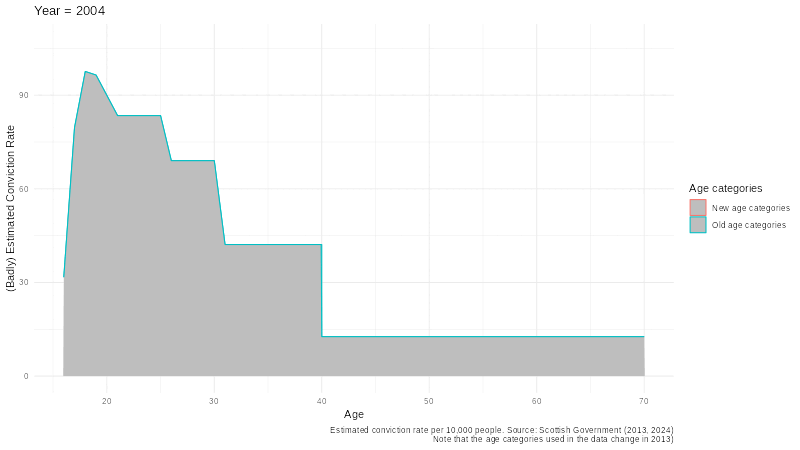 Year = 2004
(Badly) Estimated Conviction Rate
90
60
30
0
20
30
40
50
60
70
Age
Age categories
New age categories
Old age categories
Estimated conviction rate per 10,000 people. Source: Scottish Government (2013, 2024)
Note that the age categories used in the data change in 2013)